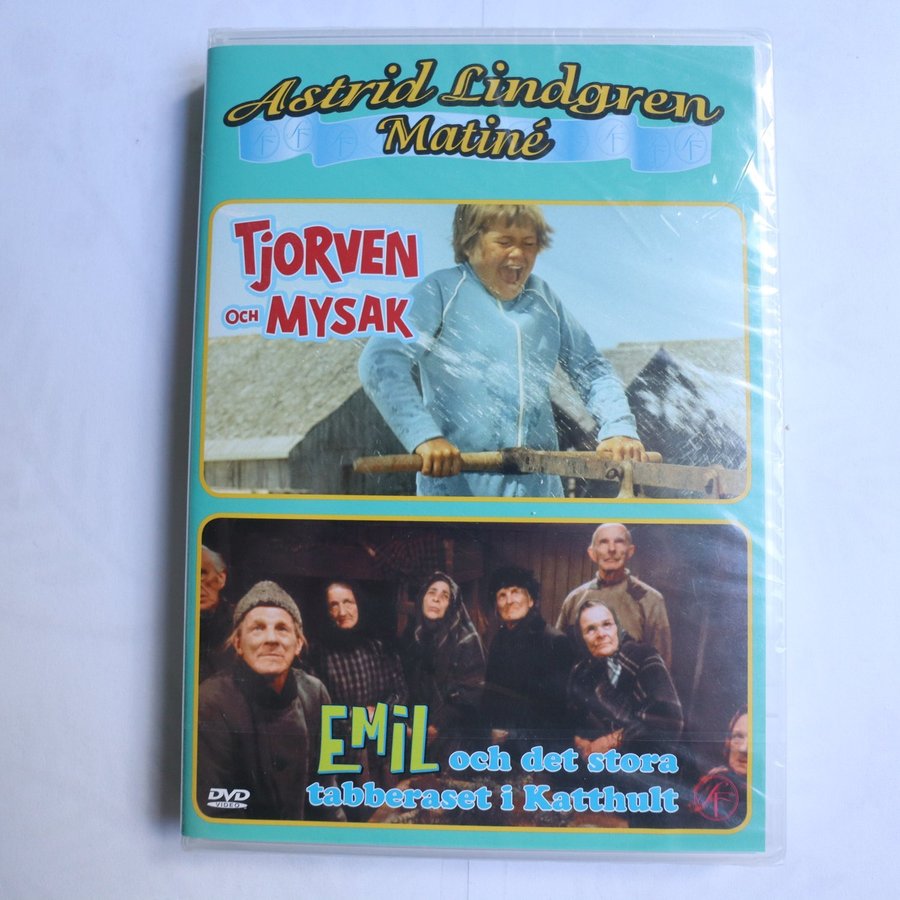 Astrid Lindgren
Matiné
TJORVEN
OCH MYSAK
EMIL och det stora
tabberaset i Katthult
DVD
VIDEO